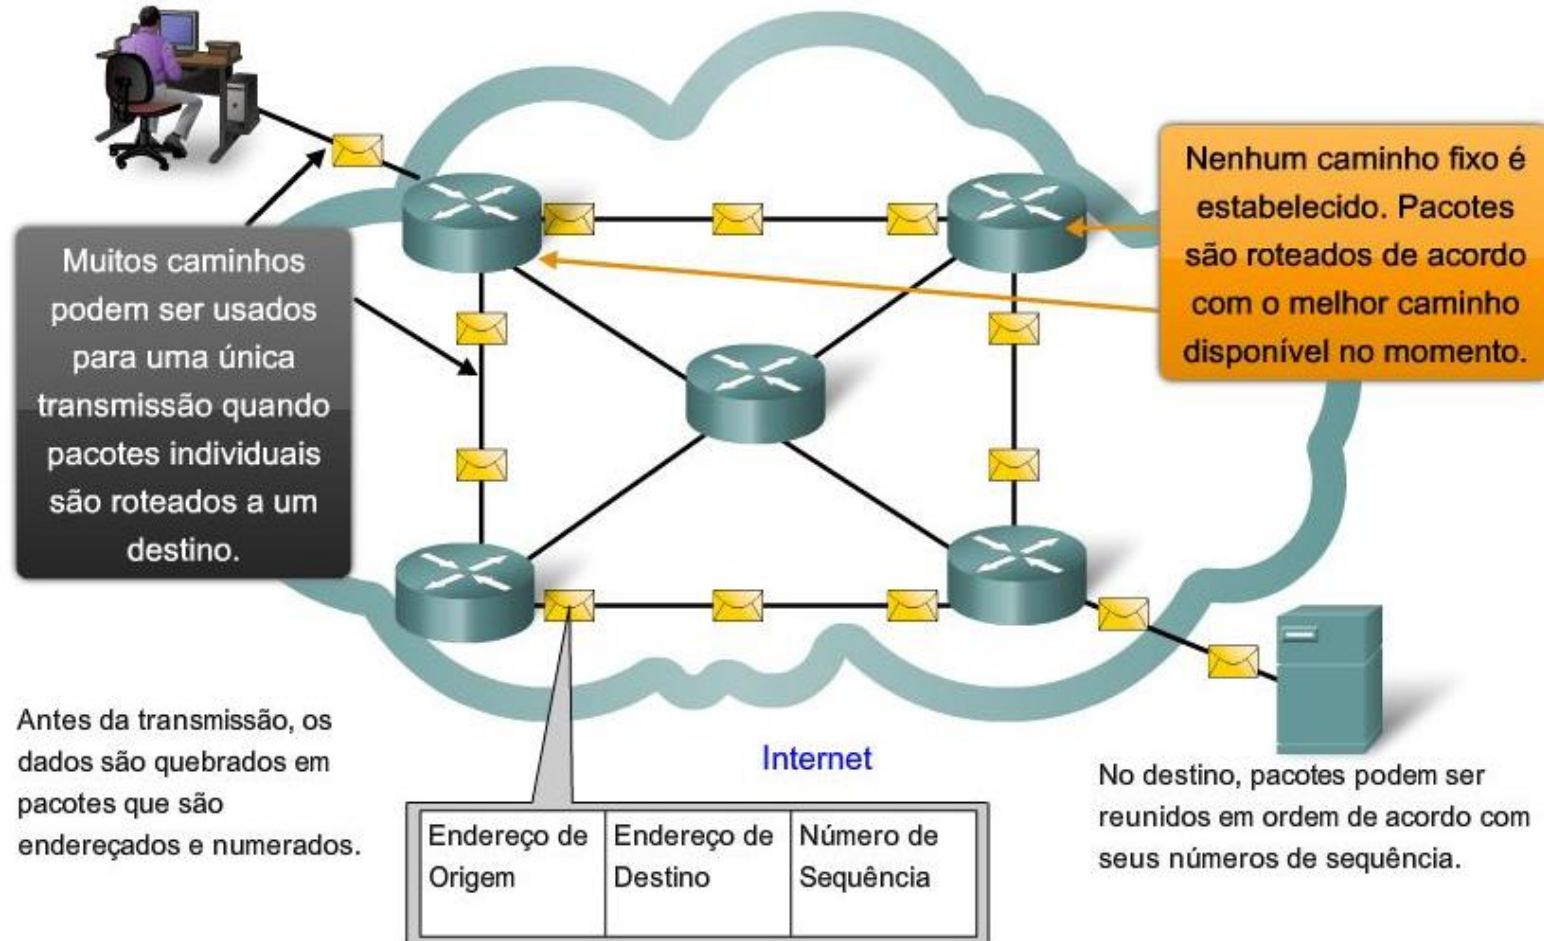 Muitos caminhos
podem ser usados
para uma única
transmissão quando
pacotes individuais
são roteados a um
destino.
Nenhum caminho fixo é
estabelecido. Pacotes
são roteados de acordo
com o melhor caminho
disponível no momento.
Antes da transmissão, os
dados são quebrados em
pacotes que são
endereçados e numerados.
Internet
Endereço de
Origem
Endereço de
Destino
Número de
Sequência
No destino, pacotes podem ser
reunidos em ordem de acordo com
seus números de sequência.